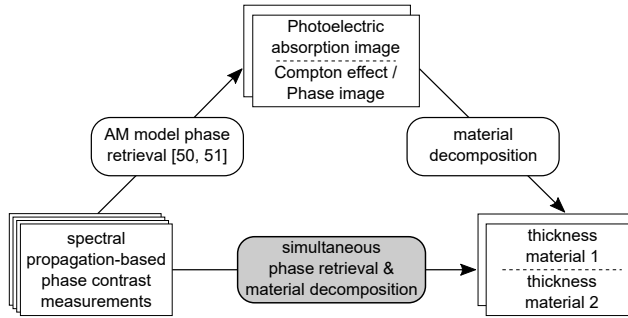 Photoelectric
absorption image
Compton effect /
Phase image
AM model phase
retrieval [50, 51]
material
decomposition
spectral
propagation-based
phase contrast
measurements
simultaneous
phase retrieval &
material decomposition
thickness
material 1
thickness
material 2